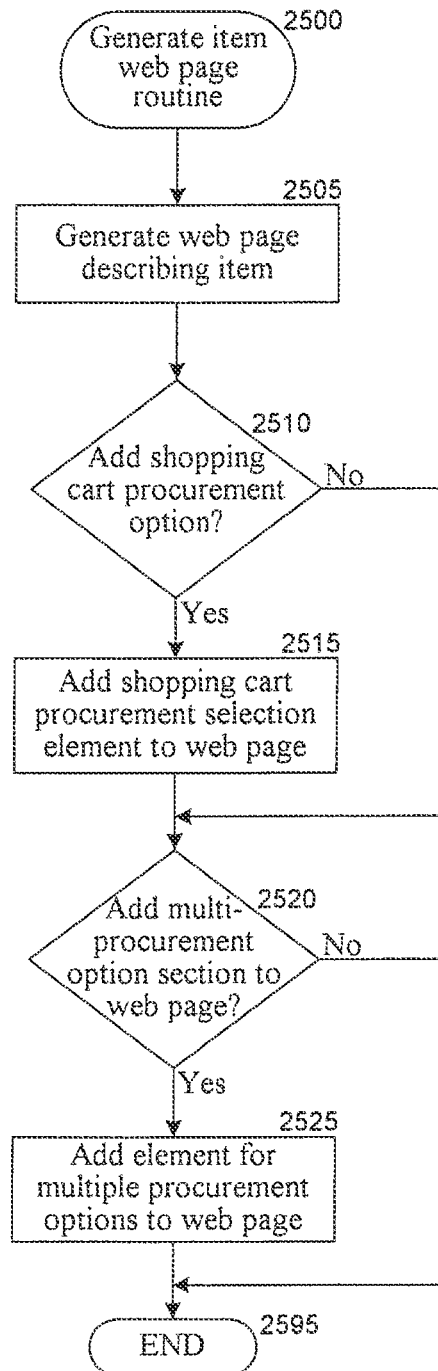 2500
Generate item
web page
routine
2505
Generate web page
describing item
2510
Add shopping
cart procurement
option?
No
Yes
2515
Add shopping cart
procurement selection
element to web page
2520
Add multi-
procurement
option section to
web page?
No
Yes
2525
Add element for
multiple procurement
options to web page
END
2595